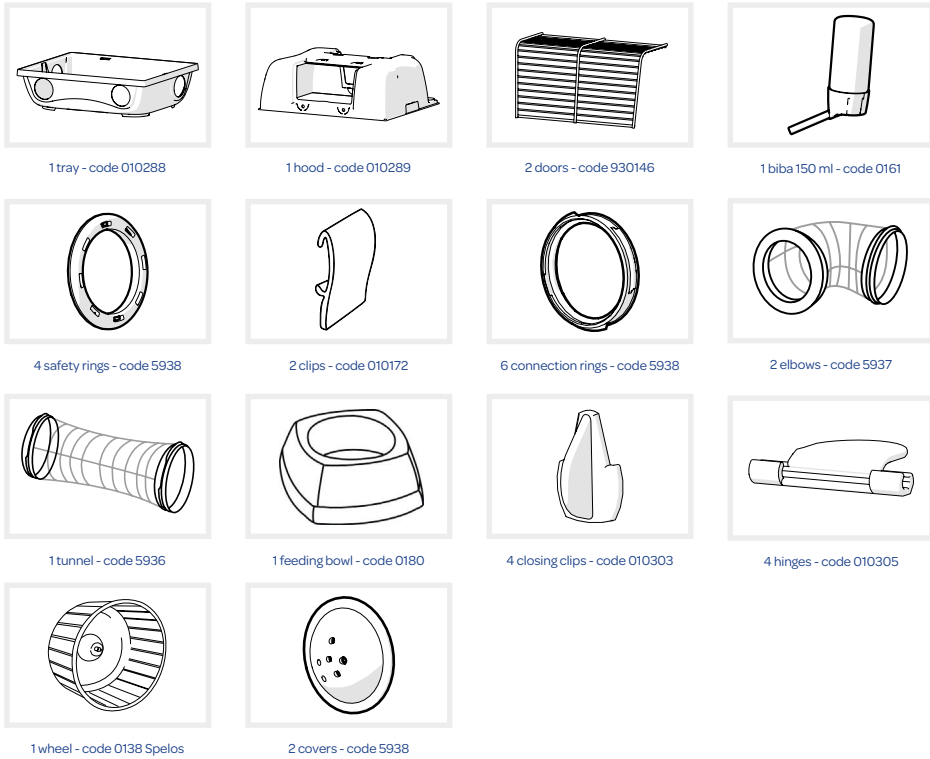 1 tray - code 010288
1 hood - code 010289
2 doors - code 930146
1 biba 150 ml - code 0161
4 safety rings - code 5938
2 clips - code 010172
6 connection rings - code 5938
2 elbows - code 5937
1 tunnel - code 5936
1 feeding bowl - code 0180
4 closing clips - code 010303
4 hinges - code 010305
1 wheel - code 0138 Spelos
2 covers - code 5938